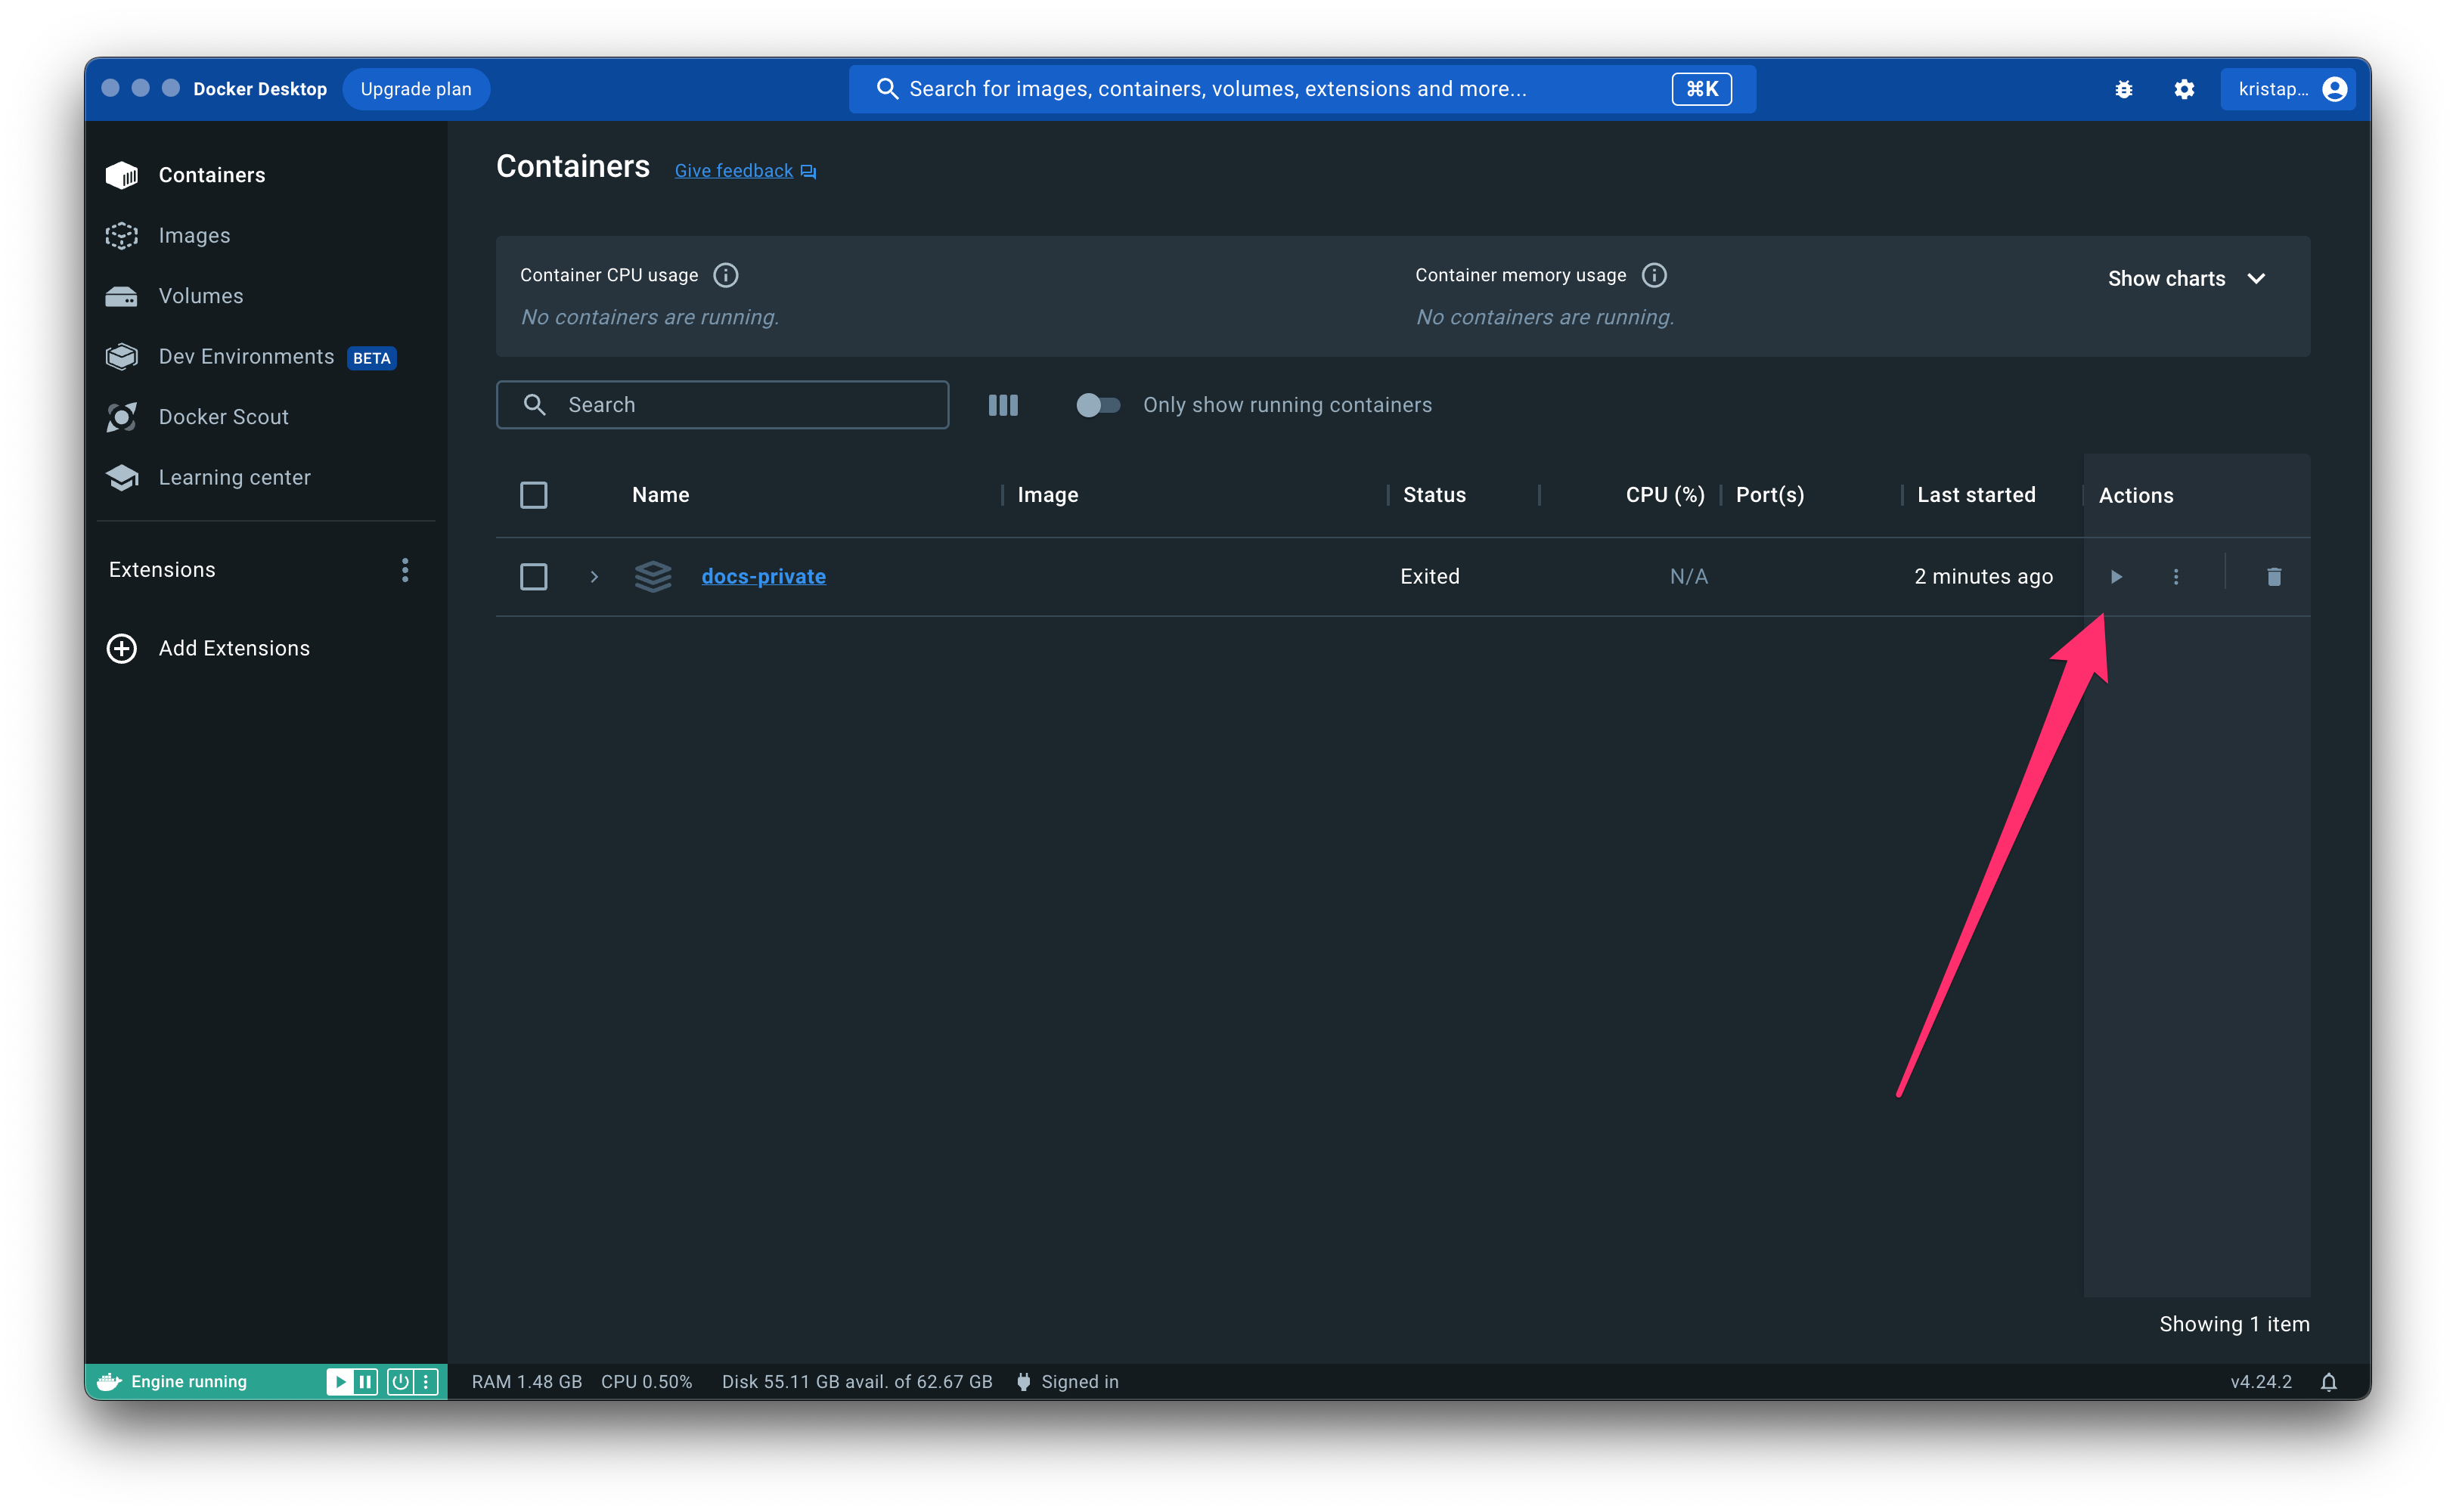 Docker Desktop Upgrade plan Search for images, containers, volumes, extensions and more... ⌘K kristap...
Containers
Images
Volumes
Dev Environments BETA
Docker Scout
Learning center
Extensions
Add Extensions
Containers Give feedback
Container CPU usage Container memory usage Show charts
No containers are running. No containers are running.
Search Only show running containers
Name Image Status CPU (%) Port(s) Last started Actions
docs-private Exited N/A 2 minutes ago
Showing 1 item
Engine running RAM 1.48 GB CPU 0.50% Disk 55.11 GB avail. of 62.67 GB Signed in v4.24.2